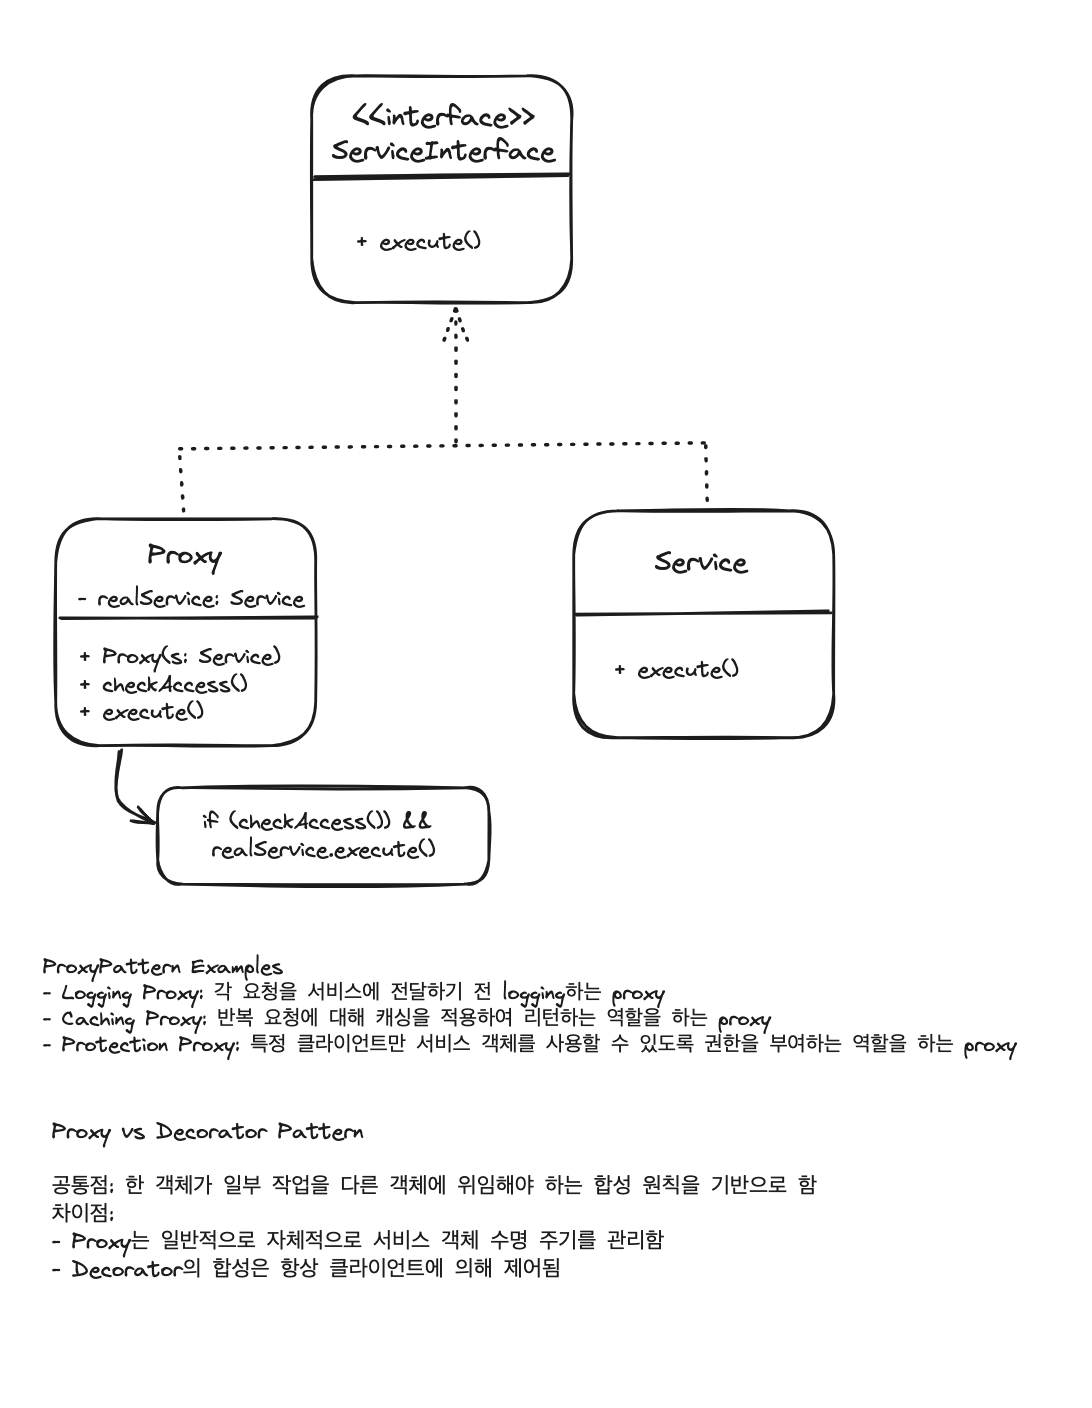 <<interface>>
ServiceInterface
+ execute()
Proxy
- realService: Service
+ Proxy(s: Service)
+ checkAccess()
+ execute()
Service
+ execute()
if (checkAccess()) &&
realService.execute()
ProxyPattern Examples
- Logging Proxy: 각 요청을 서비스에 전달하기 전 logging하는 proxy
- Caching Proxy: 반복 요청에 대해 캐싱을 적용하여 리턴하는 역할을 하는 proxy
- Protection Proxy: 특정 클라이언트만 서비스 객체를 사용할 수 있도록 권한을 부여하는 역할을 하는 proxy
Proxy vs Decorator Pattern
공통점: 한 객체가 일부 작업을 다른 객체에 위임해야 하는 합성 원칙을 기반으로 함
차이점:
- Proxy는 일반적으로 자체적으로 서비스 객체 수명 주기를 관리함
- Decorator의 합성은 항상 클라이언트에 의해 제어됨